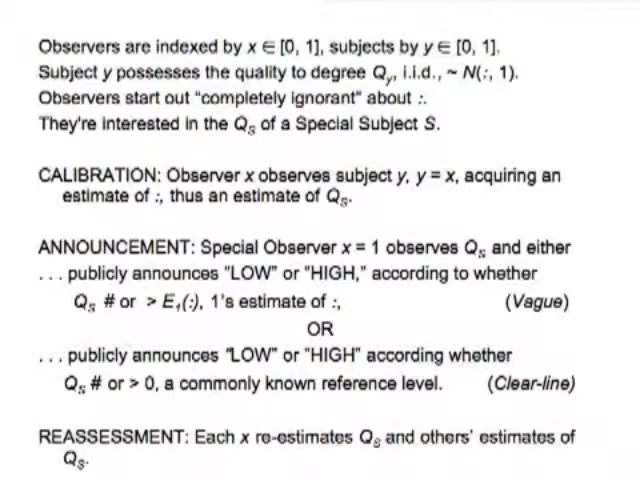 Observers are indexed by x ∈ [0, 1], subjects by y ∈ [0, 1].
Subject y possesses the quality to degree Qy, i.i.d., ~ N(:, 1).
Observers start out "completely ignorant" about :.
They're interested in the QS of a Special Subject S.
CALIBRATION: Observer x observes subject y, y = x, acquiring an
estimate of :, thus an estimate of QS.
ANNOUNCEMENT: Special Observer x = 1 observes QS and either
. . . publicly announces "LOW" or "HIGH," according to whether
QS # or > E1(:), 1's estimate of :, (Vague)
OR
. . . publicly announces "LOW" or "HIGH" according whether
QS # or > 0, a commonly known reference level. (Clear-line)
REASSESSMENT: Each x re-estimates QS and others' estimates of
QS.